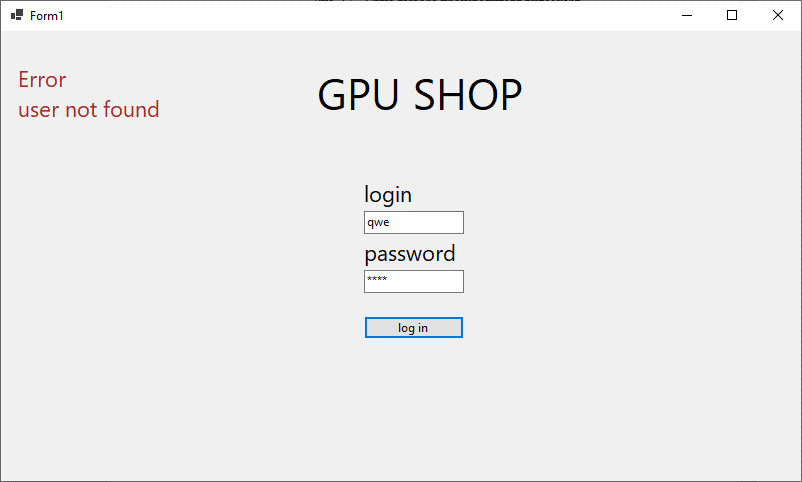 Form1
Error
user not found
GPU SHOP
login
qwe
password
****
log in